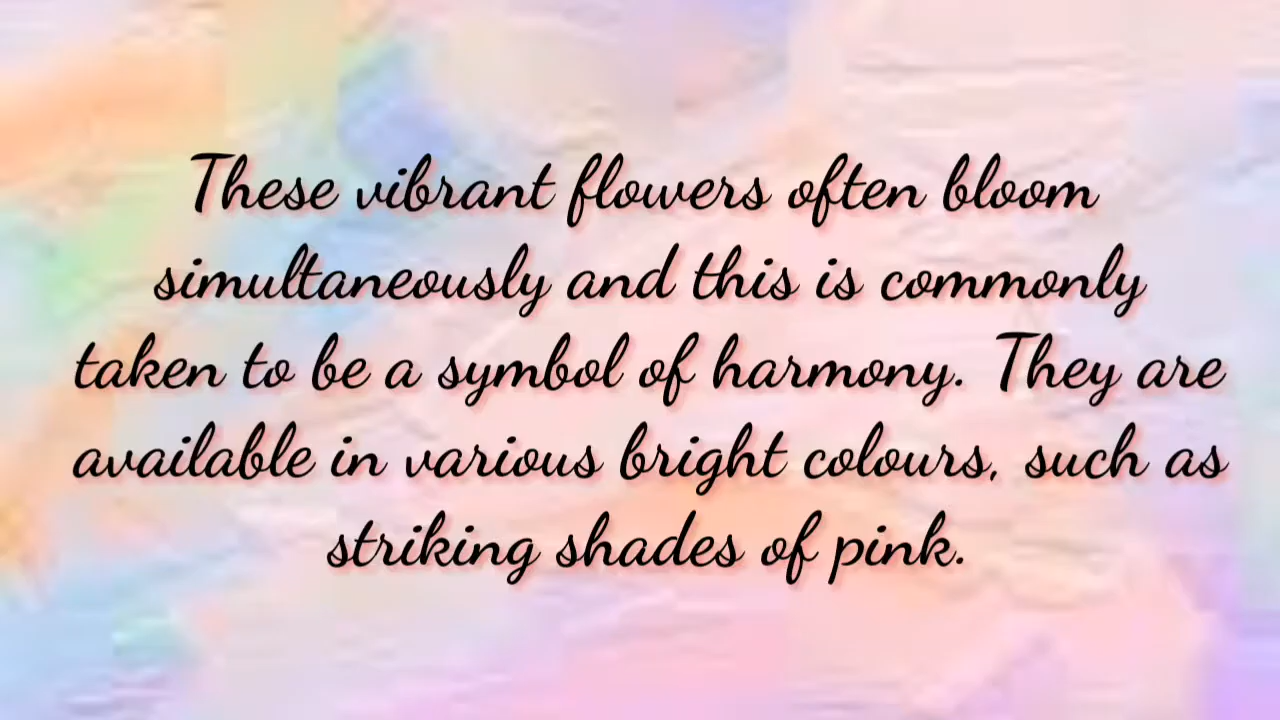 These vibrant flowers often bloom
simultaneously and this is commonly
taken to be a symbol of harmony. They are
available in various bright colours, such as
striking shades of pink.